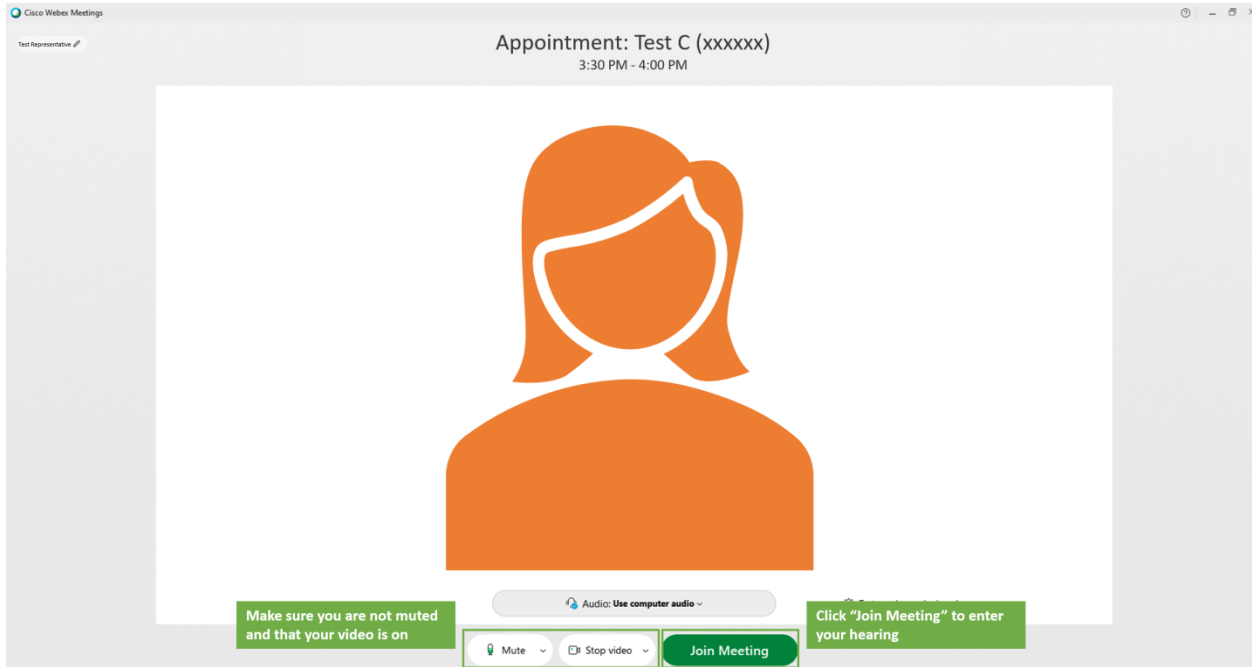 Cisco Webex Meetings
Test Representative
Appointment: Test C (xxxxxx)
3:30 PM - 4:00 PM
Audio: Use computer audio
Make sure you are not muted
and that your video is on
Click “Join Meeting” to enter
your hearing
Mute
Stop video
Join Meeting